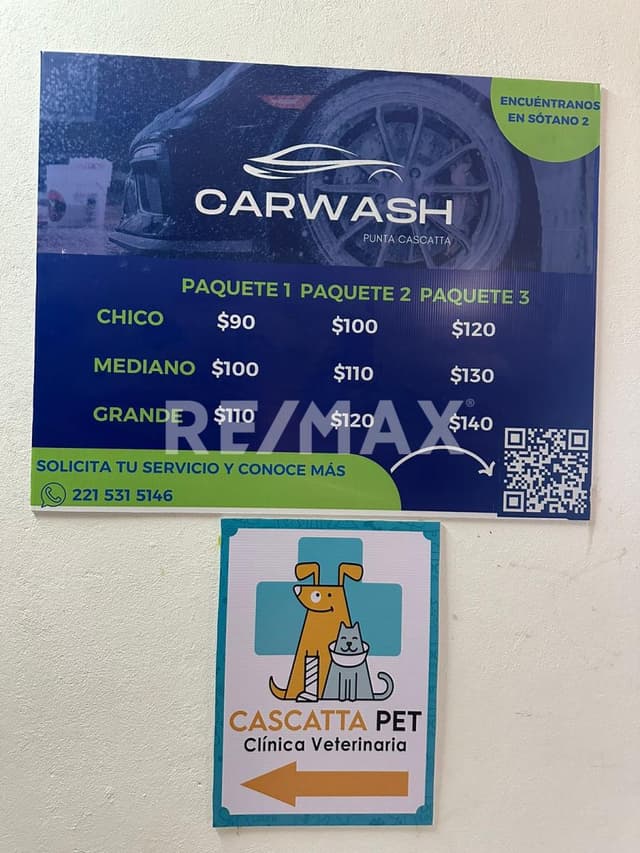 ENCUÉNTRANOS
EN SÓTANO 2
CARWASH
PUNTA CASCATTA
PAQUETE 1 PAQUETE 2 PAQUETE 3
CHICO $90 $100 $120
MEDIANO $100 $110 $130
GRANDE $110 $120 $140
RE/MAX®
SOLICITA TU SERVICIO Y CONOCE MÁS
221 531 5146
CASCATTA PET
Clínica Veterinaria